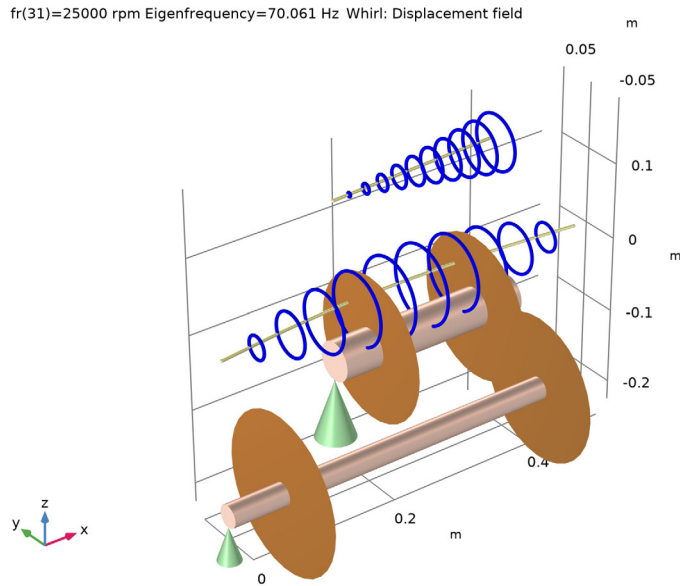 fr(31)=25000 rpm Eigenfrequency=70.061 Hz Whirl: Displacement field
m
0.05
-0.05
0.1
0
m
-0.1
-0.2
0.4
0.2
m
0
z
y
x